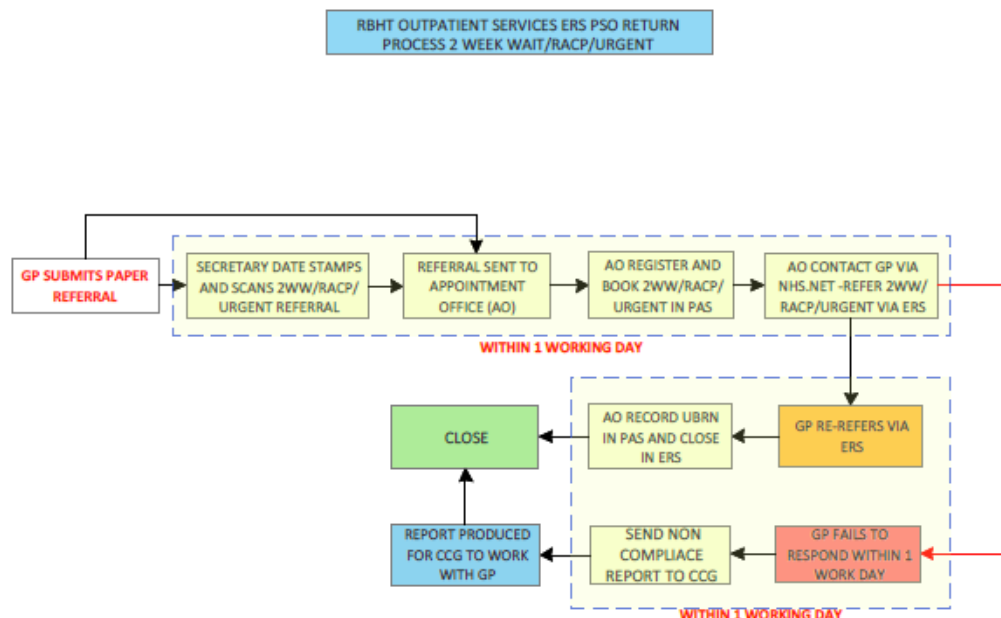 RBHT OUTPATIENT SERVICES ERS PSO RETURN
PROCESS 2 WEEK WAIT/RACP/URGENT
GP SUBMITS PAPER
REFERRAL
SECRETARY DATE STAMPS
AND SCANS 2WW/RACP/
URGENT REFERRAL
REFERRAL SENT TO
APPOINTMENT
OFFICE (AO)
AO REGISTER AND
BOOK 2WW/RACP/
URGENT IN PAS
AO CONTACT GP VIA
NHS.NET -REFER 2WW/
RACP/URGENT VIA ERS
WITHIN 1 WORKING DAY
CLOSE
AO RECORD UBRN
IN PAS AND CLOSE
IN ERS
GP RE-REFERS VIA
ERS
REPORT PRODUCED
FOR CCG TO WORK
WITH GP
SEND NON
COMPLIACE
REPORT TO CCG
GP FAILS TO
RESPOND WITHIN 1
WORK DAY
WITHIN 1 WORKING DAY